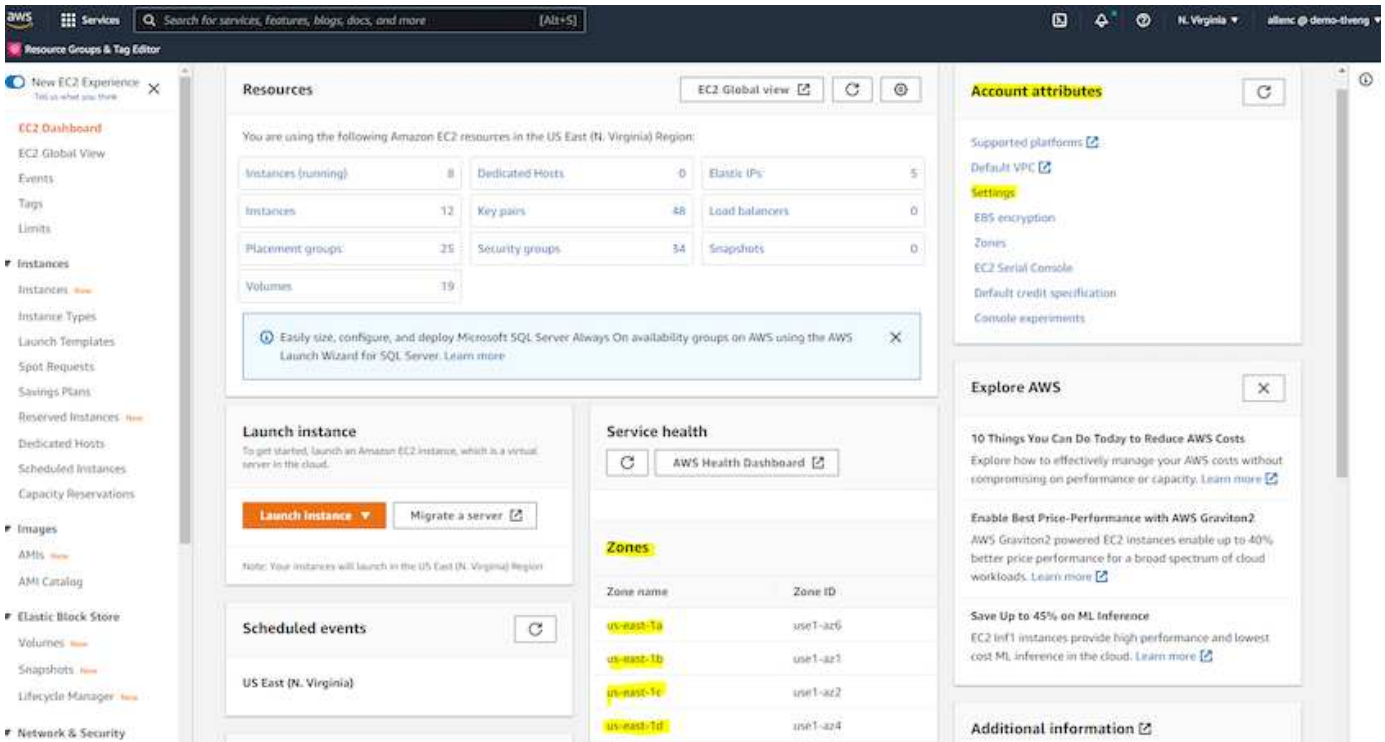 aws
Services
Search for services, features, blogs, docs, and more
[Alt+S]
N. Virginia
Resource Groups & Tag Editor
New EC2 Experience
Tell us what you think
EC2 Dashboard
EC2 Global View
Events
Tags
Limits
Instances
Instances New
Instance Types
Launch Templates
Spot Requests
Savings Plans
Reserved Instances New
Dedicated Hosts
Scheduled Instances
Capacity Reservations
Images
AMIs New
AMI Catalog
Elastic Block Store
Volumes New
Snapshots New
Lifecycle Manager New
Network & Security
Resources
EC2 Global view
You are using the following Amazon EC2 resources in the US East (N. Virginia) Region:
Instances (running) 8
Dedicated Hosts 0
Elastic IPs 5
Instances 12
Key pairs 48
Load balancers 0
Placement groups 25
Security groups 34
Snapshots 0
Volumes 19
Easily size, configure, and deploy Microsoft SQL Server Always On availability groups on AWS using the AWS
Launch Wizard for SQL Server. Learn more
Launch instance
To get started, launch an Amazon EC2 instance, which is a virtual
server in the cloud.
Launch instance
Migrate a server
Note: Your instances will launch in the US East (N. Virginia) Region
Scheduled events
US East (N. Virginia)
Service health
AWS Health Dashboard
Zones
Zone name Zone ID
us-east-1a use1-az6
us-east-1b use1-az1
us-east-1c use1-az2
us-east-1d use1-az4
Account attributes
Supported platforms
Default VPC
Settings
EBS encryption
Zones
EC2 Serial Console
Default credit specification
Console experiments
Explore AWS
10 Things You Can Do Today to Reduce AWS Costs
Explore how to effectively manage your AWS costs without
compromising on performance or capacity. Learn more
Enable Best Price-Performance with AWS Graviton2
AWS Graviton2 powered EC2 instances enable up to 40%
better price performance for a broad spectrum of cloud
workloads. Learn more
Save Up to 45% on ML Inference
EC2 Inf1 instances provide high performance and lowest
cost ML inference in the cloud. Learn more
Additional information